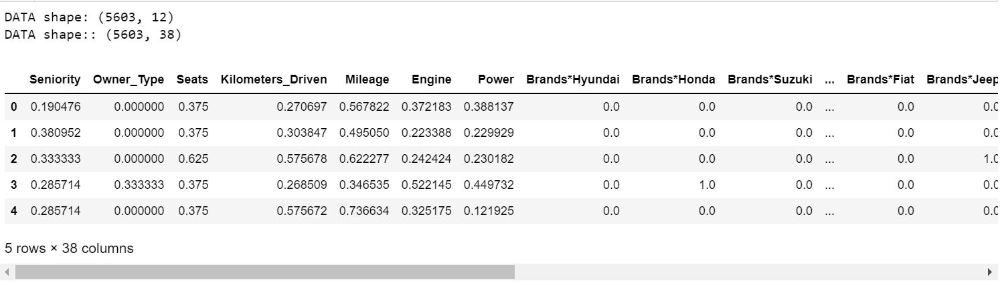 DATA shape: (5603, 12)
DATA shape:: (5603, 38)
Seniority Owner_Type Seats Kilometers_Driven Mileage Engine Power Brands*Hyundai Brands*Honda Brands*Suzuki ... Brands*Fiat Brands*Jeep
0 0.190476 0.000000 0.375 0.270697 0.567822 0.372183 0.388137 0.0 0.0 0.0 ... 0.0 0.0
1 0.380952 0.000000 0.375 0.303847 0.495050 0.223388 0.229929 0.0 0.0 0.0 ... 0.0 0.0
2 0.333333 0.000000 0.625 0.575678 0.622277 0.242424 0.230182 0.0 0.0 0.0 ... 0.0 1.0
3 0.285714 0.333333 0.375 0.268509 0.346535 0.522145 0.449732 0.0 1.0 0.0 ... 0.0 0.0
4 0.285714 0.000000 0.375 0.575672 0.736634 0.325175 0.121925 0.0 0.0 0.0 ... 0.0 0.0
5 rows × 38 columns